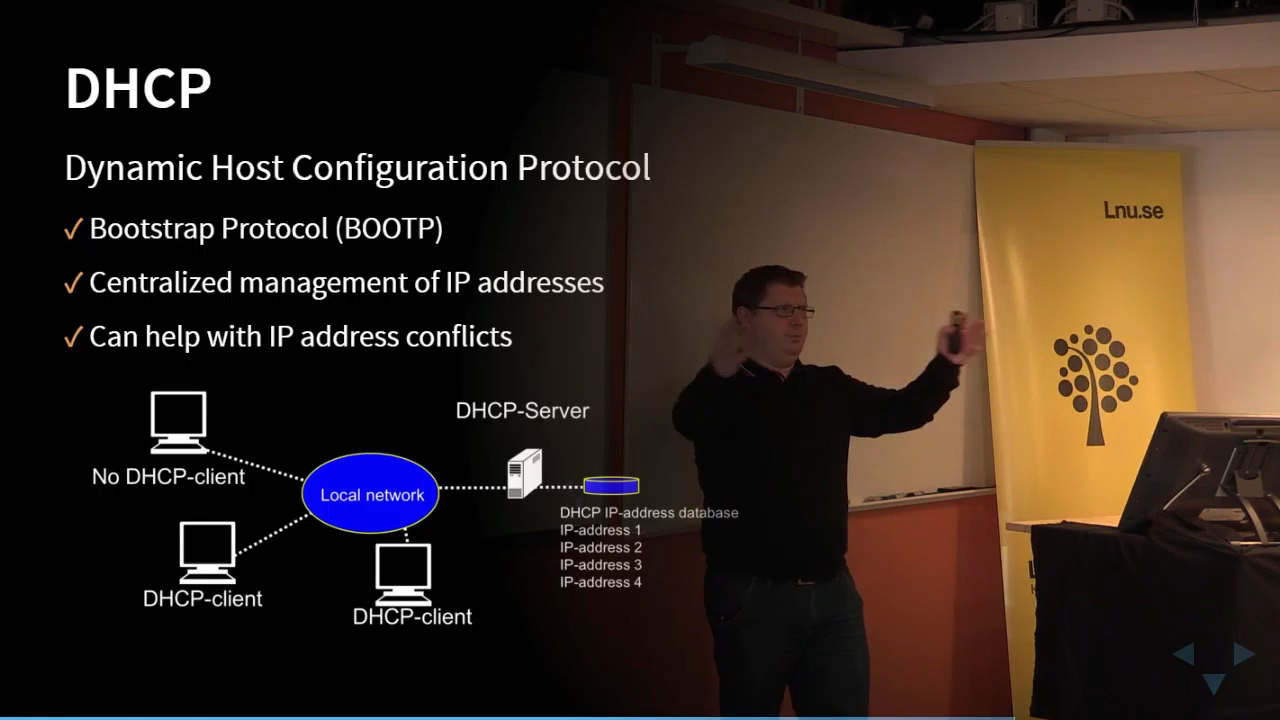 DHCP
Dynamic Host Configuration Protocol
✓ Bootstrap Protocol (BOOTP)
✓ Centralized management of IP addresses
✓ Can help with IP address conflicts
No DHCP-client
DHCP-client
DHCP-client
Local network
DHCP-Server
DHCP IP-address database
IP-address 1
IP-address 2
IP-address 3
IP-address 4
Lnu.se